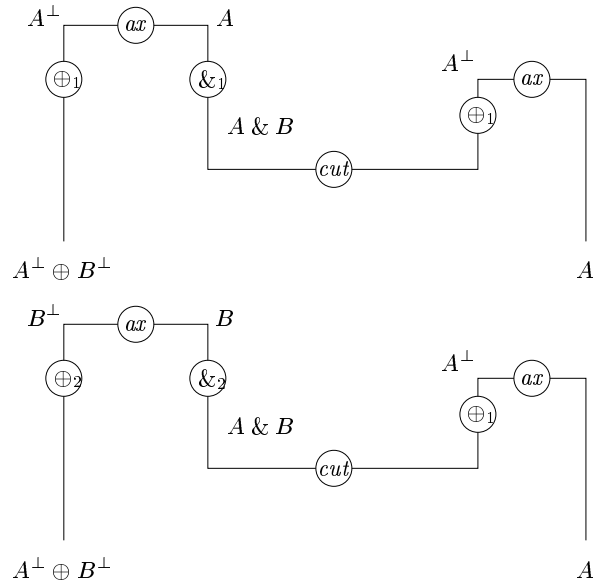 A⊥ ax A
⊕1 &1 A⊥ ax
⊕1
A & B
cut
A⊥ ⊕ B⊥ A
B⊥ ax B
⊕2 &2 A⊥ ax
⊕1
A & B
cut
A⊥ ⊕ B⊥ A